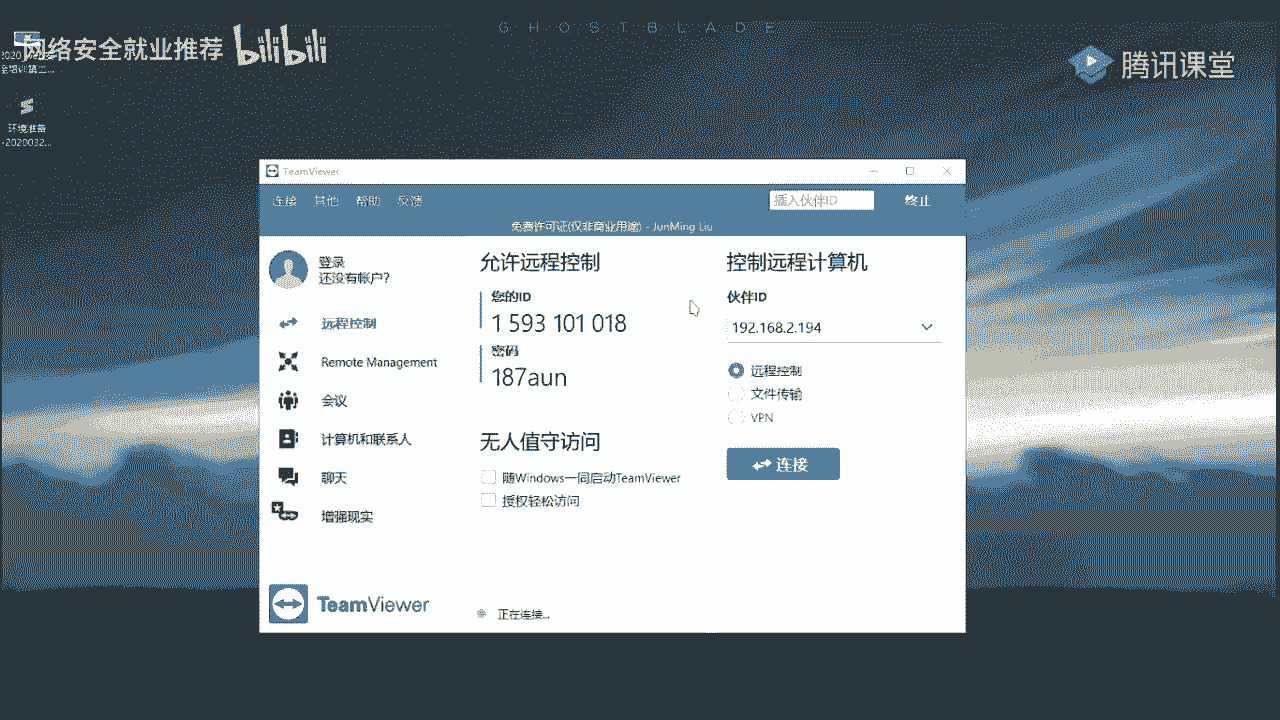 GHOSTBLADE
网络安全就业推荐 bilibili
腾讯课堂
环境准备
-2020032...
TeamViewer
连接 其他 帮助 反馈
插入伙伴ID 终止
免费许可证(仅非商业用途) - JunMing Liu
登录
还没有帐户?
远程控制
Remote Management
会议
计算机和联系人
聊天
增强现实
TeamViewer
允许远程控制
您的ID
1 593 101 018
密码
187aun
无人值守访问
随Windows一同启动TeamViewer
授权轻松访问
正在连接...
控制远程计算机
伙伴ID
192.168.2.194
远程控制
文件传输
VPN
连接